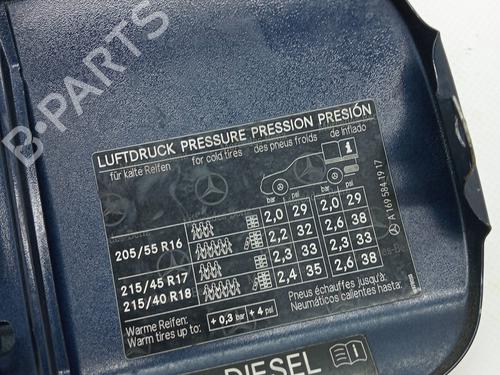 B-PARTS
LUFTDRUCK PRESSURE PRESSION PRESIÓN
für kalte Reifen for cold tires des pneus froids de inflado
bar psi bar psi
205/55 R16 2,0 29 2,0 29
2,2 32 2,6 38
215/45 R17 2,3 33 2,3 33
215/40 R18 2,4 35 2,6 38
Warme Reifen: Pneus échauffés jusqu'à:
Warm tires up to: + 0,3 bar + 4 psi Neumáticos calientes hasta:
A 169 584 19 17
DIESEL